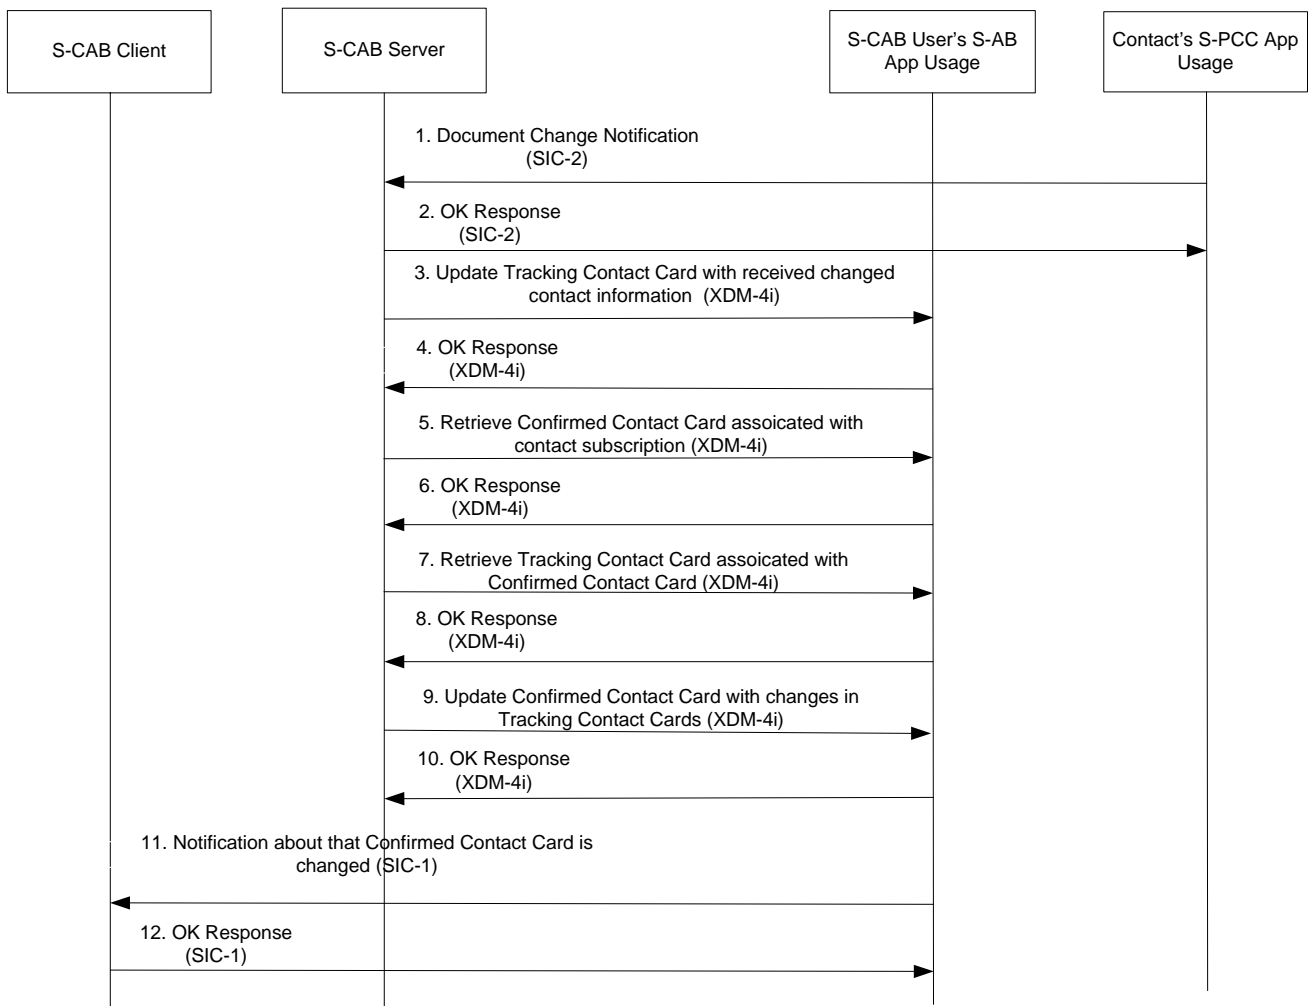 S-CAB Client
S-CAB Server
S-CAB User's S-AB
App Usage
Contact's S-PCC App
Usage
1. Document Change Notification
(SIC-2)
2. OK Response
(SIC-2)
3. Update Tracking Contact Card with received changed
contact information (XDM-4i)
4. OK Response
(XDM-4i)
5. Retrieve Confirmed Contact Card assoicated with
contact subscription (XDM-4i)
6. OK Response
(XDM-4i)
7. Retrieve Tracking Contact Card assoicated with
Confirmed Contact Card (XDM-4i)
8. OK Response
(XDM-4i)
9. Update Confirmed Contact Card with changes in
Tracking Contact Cards (XDM-4i)
10. OK Response
(XDM-4i)
11. Notification about that Confirmed Contact Card is
changed (SIC-1)
12. OK Response
(SIC-1)